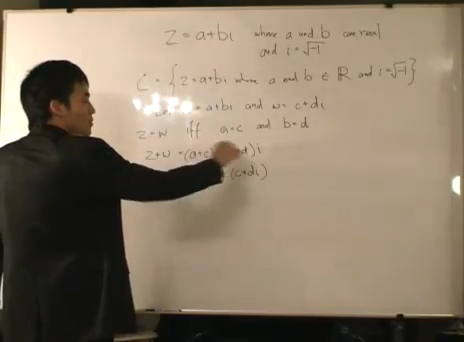 z = a+bi where a and b are real
and i = √-1
C = { z = a+bi where a and b ∈ ℝ and i = √-1 }
= a+bi and w = c+di
z = w iff a=c and b=d
z+w = (a+c d)i
(c+di)